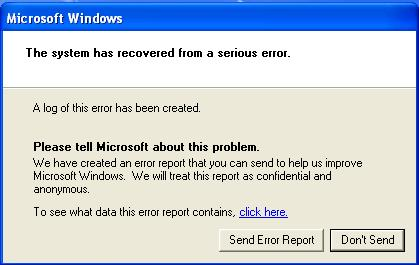 Microsoft Windows
The system has recovered from a serious error.
A log of this error has been created.
Please tell Microsoft about this problem.
We have created an error report that you can send to help us improve
Microsoft Windows. We will treat this report as confidential and
anonymous.
To see what data this error report contains, click here.
Send Error Report Don't Send